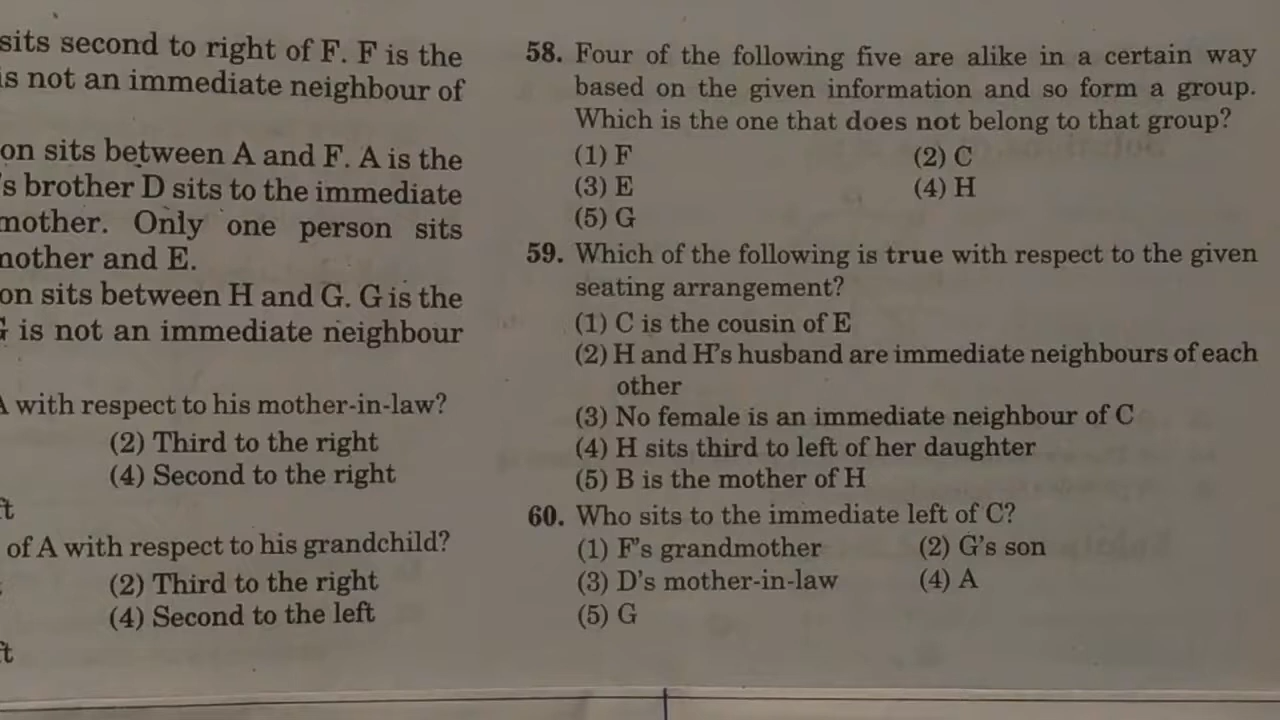 sits second to right of F. F is the
is not an immediate neighbour of
on sits between A and F. A is the
's brother D sits to the immediate
mother. Only one person sits
mother and E.
on sits between H and G. G is the
G is not an immediate neighbour
A with respect to his mother-in-law?
(2) Third to the right
(4) Second to the right
ft
of A with respect to his grandchild?
(2) Third to the right
(4) Second to the left
ft
58. Four of the following five are alike in a certain way
based on the given information and so form a group.
Which is the one that does not belong to that group?
(1) F (2) C
(3) E (4) H
(5) G
59. Which of the following is true with respect to the given
seating arrangement?
(1) C is the cousin of E
(2) H and H's husband are immediate neighbours of each
other
(3) No female is an immediate neighbour of C
(4) H sits third to left of her daughter
(5) B is the mother of H
60. Who sits to the immediate left of C?
(1) F's grandmother (2) G's son
(3) D's mother-in-law (4) A
(5) G